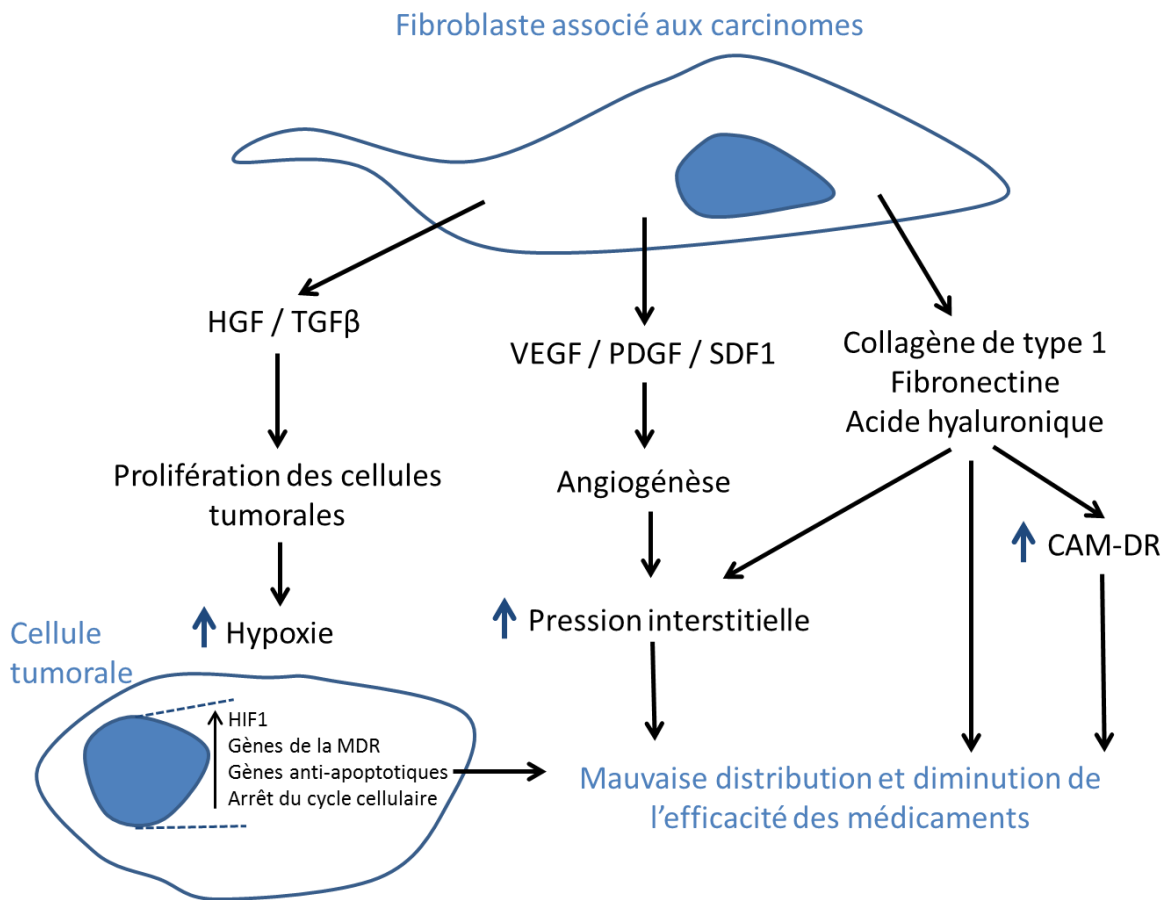 Fibroblaste associé aux carcinomes
HGF / TGFβ
VEGF / PDGF / SDF1
Collagène de type 1
Fibronectine
Acide hyaluronique
Prolifération des cellules
tumorales
Angiogénèse
CAM-DR
Hypoxie
Pression interstitielle
Cellule
tumorale
HIF1
Gènes de la MDR
Gènes anti-apoptotiques
Arrêt du cycle cellulaire
Mauvaise distribution et diminution de
l’efficacité des médicaments